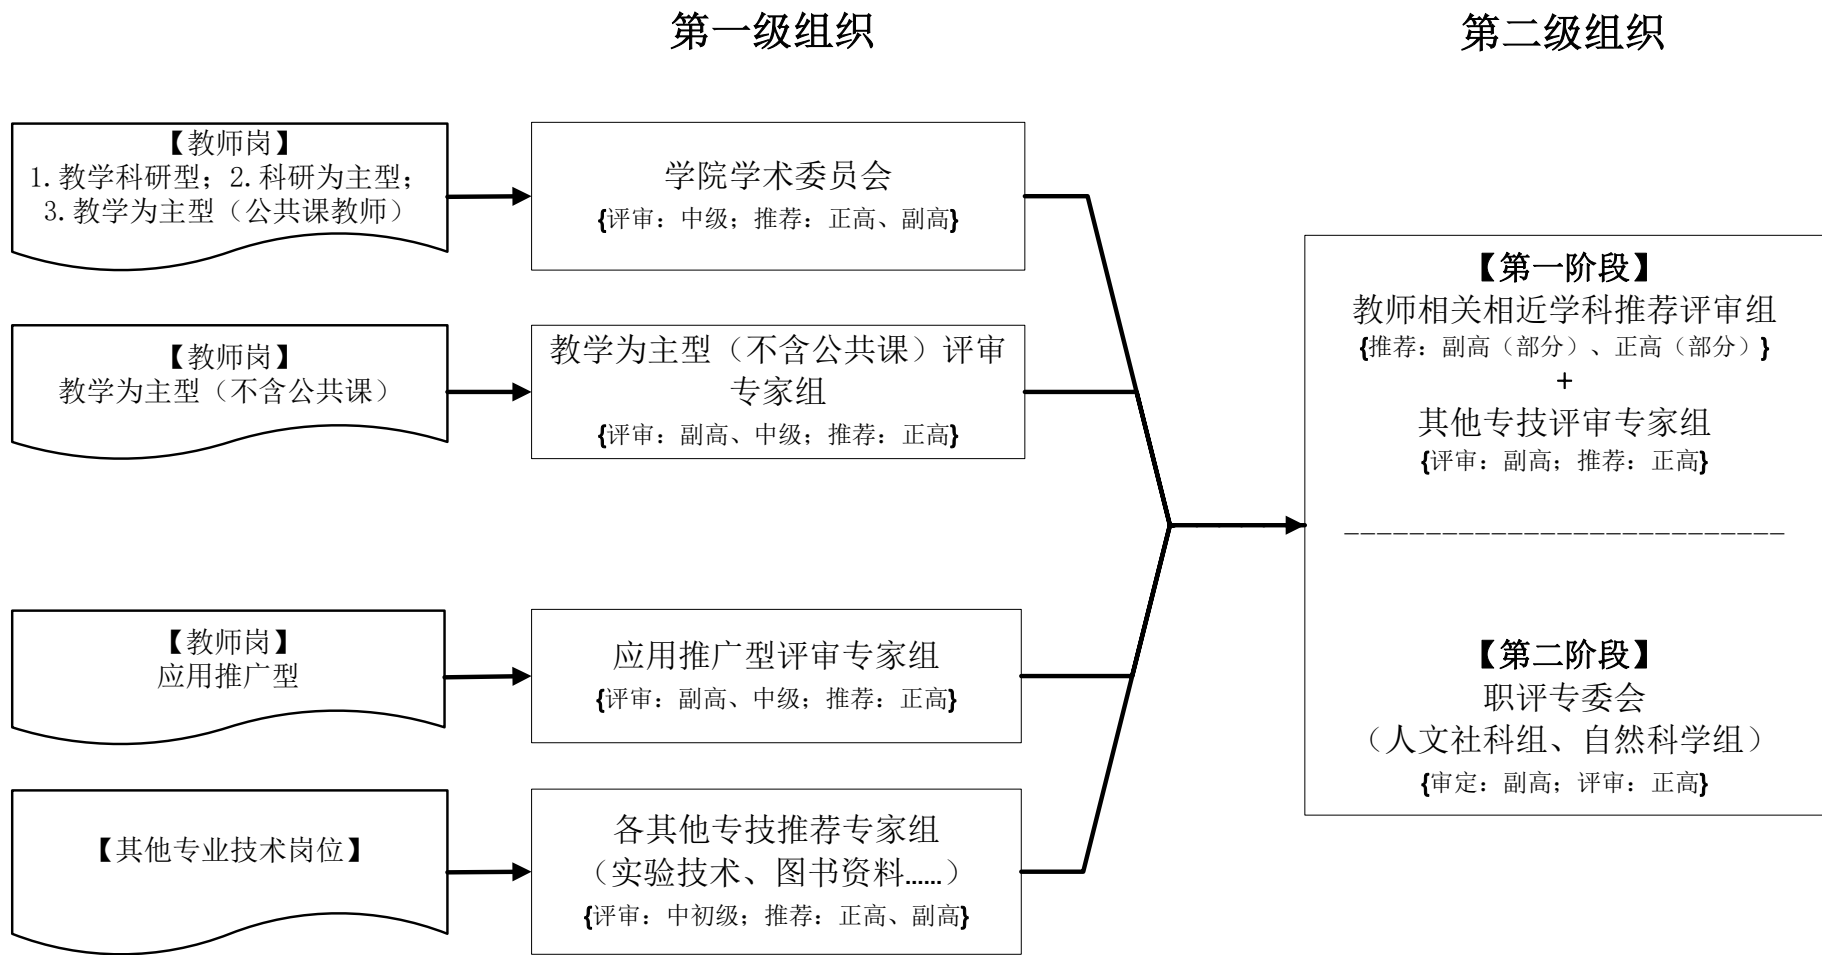 第一级组织
第二级组织
【教师岗】
1.教学科研型；2.科研为主型；
3.教学为主型（公共课教师）
学院学术委员会
{评审：中级；推荐：正高、副高}
【教师岗】
教学为主型（不含公共课）
教学为主型（不含公共课）评审
专家组
{评审：副高、中级；推荐：正高}
【教师岗】
应用推广型
应用推广型评审专家组
{评审：副高、中级；推荐：正高}
【其他专业技术岗位】
各其他专技推荐专家组
（实验技术、图书资料……）
{评审：中初级；推荐：正高、副高}
【第一阶段】
教师相关相近学科推荐评审组
{推荐：副高（部分）、正高（部分）}
+
其他专技评审专家组
{评审：副高；推荐：正高}
【第二阶段】
职评专委会
（人文社科组、自然科学组）
{审定：副高；评审：正高}